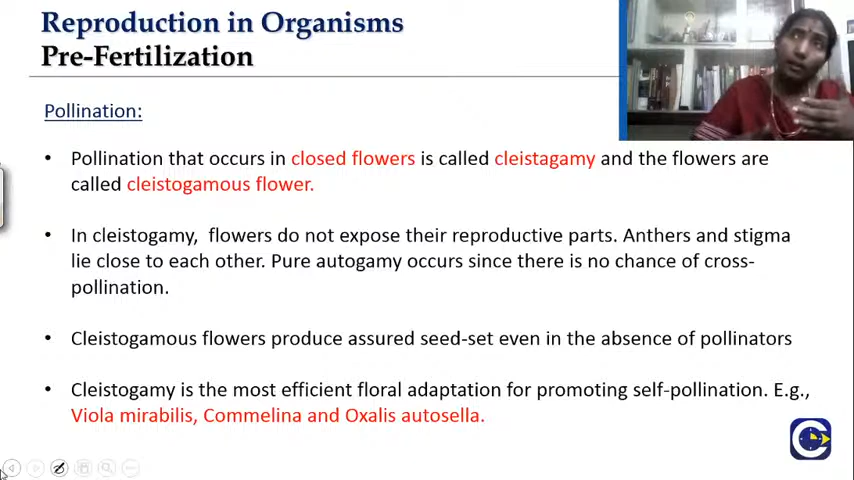 Reproduction in Organisms
Pre-Fertilization
Pollination:
• Pollination that occurs in closed flowers is called cleistagamy and the flowers are
called cleistogamous flower.
• In cleistogamy, flowers do not expose their reproductive parts. Anthers and stigma
lie close to each other. Pure autogamy occurs since there is no chance of cross-
pollination.
• Cleistogamous flowers produce assured seed-set even in the absence of pollinators
• Cleistogamy is the most efficient floral adaptation for promoting self-pollination. E.g.,
Viola mirabilis, Commelina and Oxalis autosella.